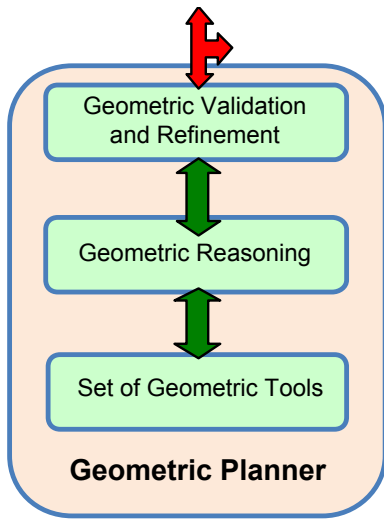 Geometric Validation
and Refinement
Geometric Reasoning
Set of Geometric Tools
Geometric Planner